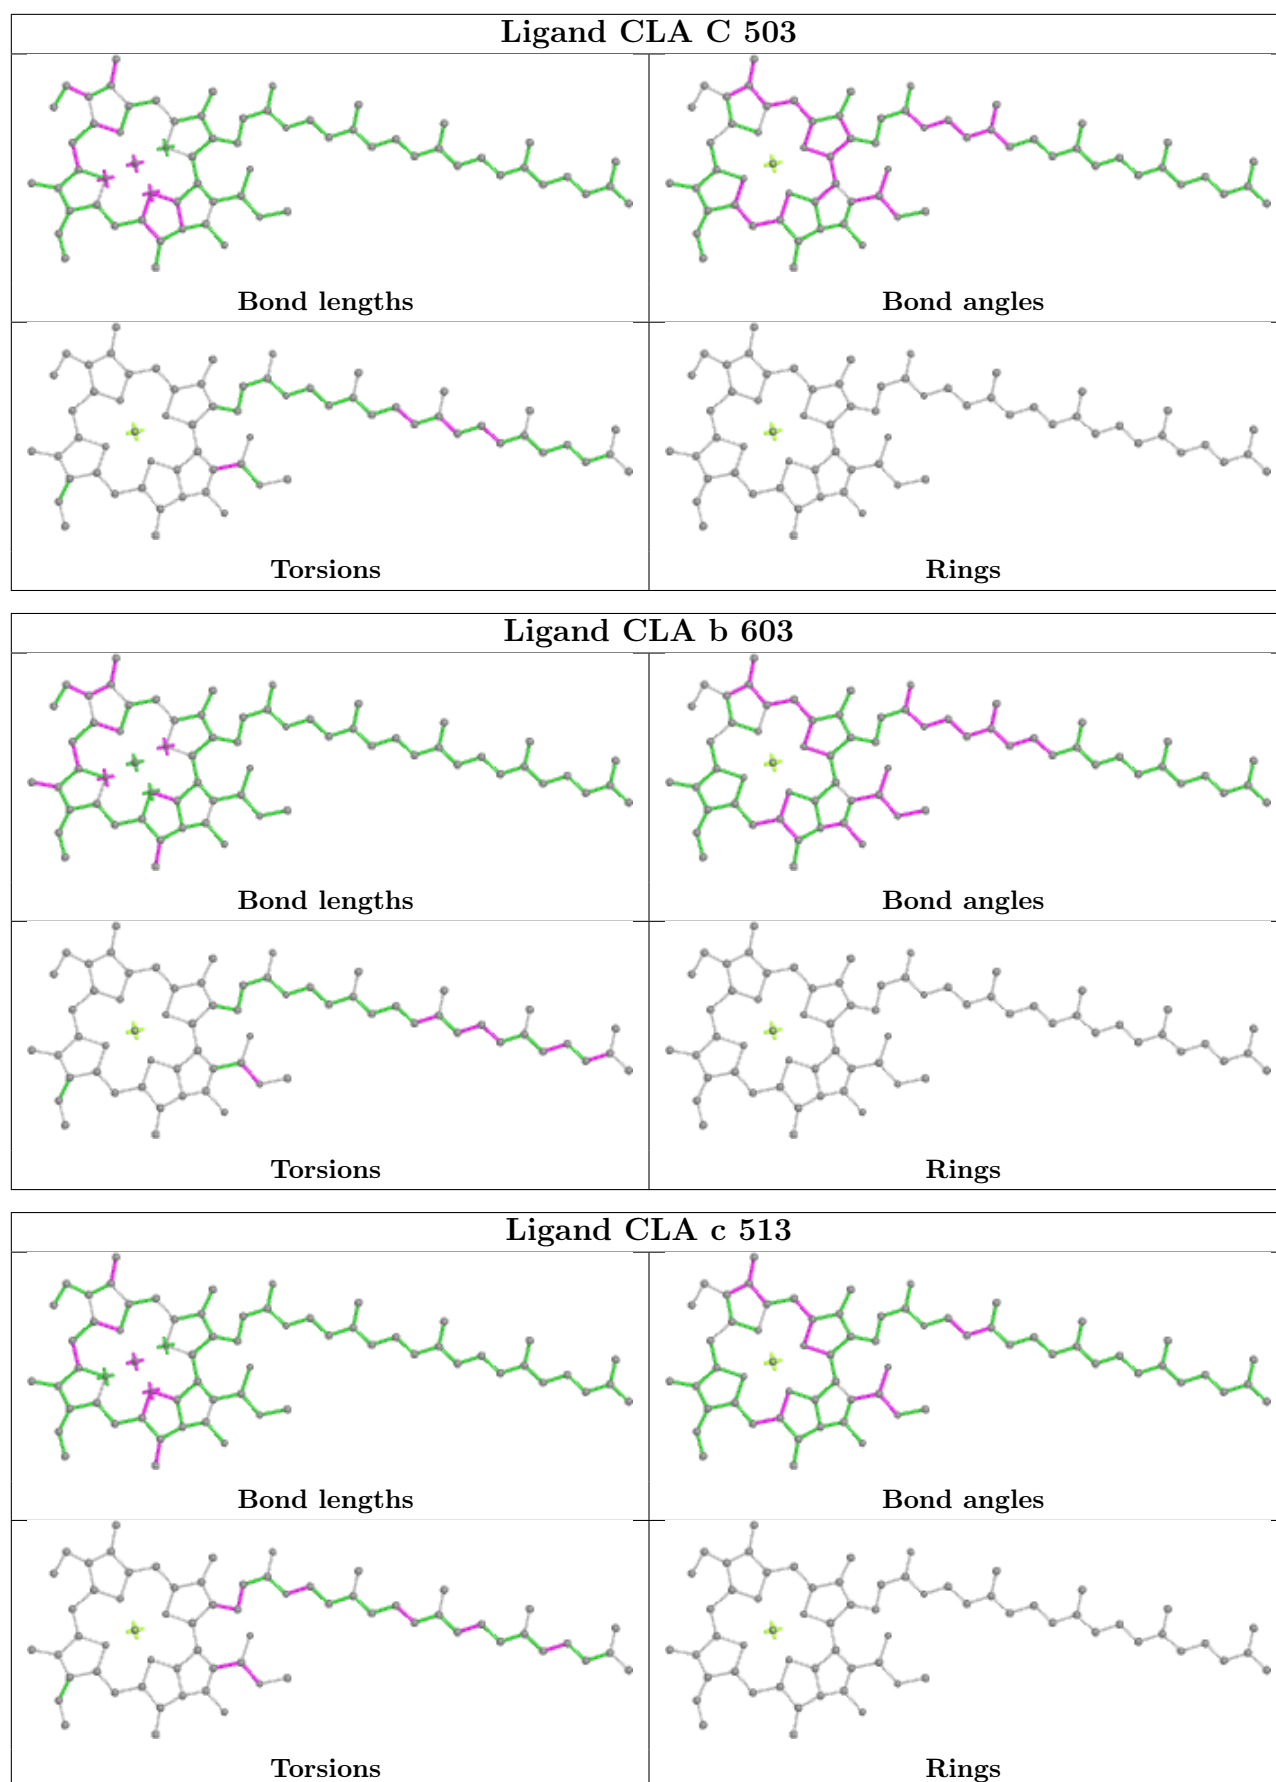 Ligand CLA C 503
Bond lengths
Bond angles
Torsions
Rings
Ligand CLA b 603
Bond lengths
Bond angles
Torsions
Rings
Ligand CLA c 513
Bond lengths
Bond angles
Torsions
Rings